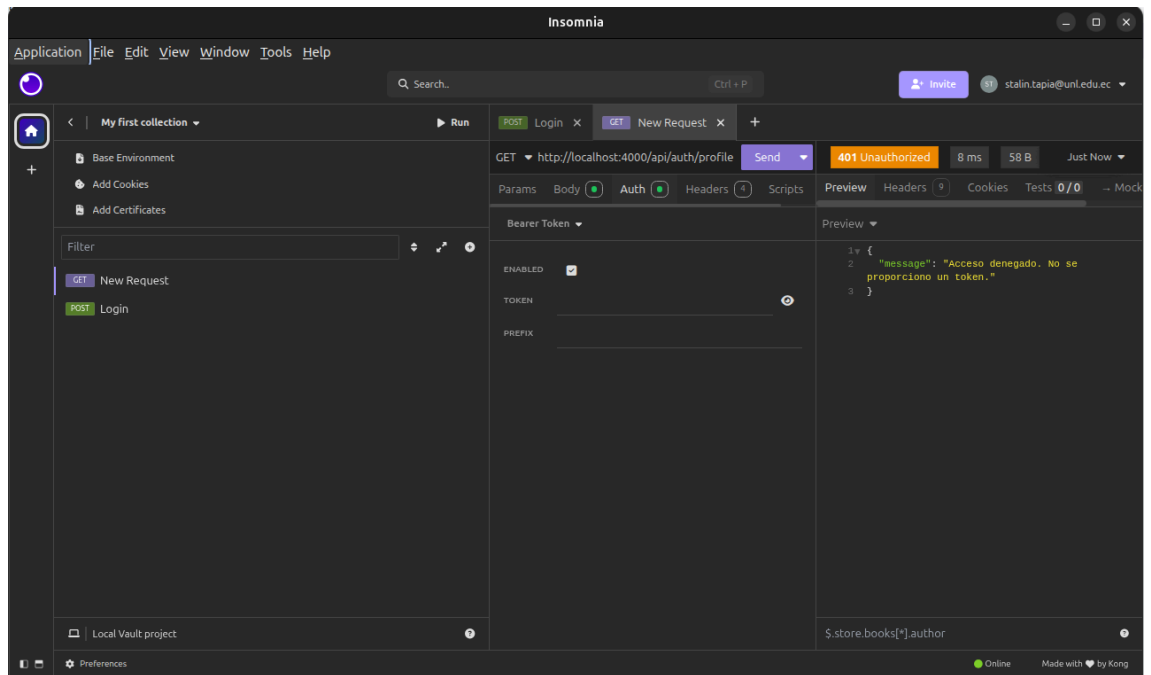 Insomnia
Application File Edit View Window Tools Help
Search.. Ctrl + P
Invite
ST stalin.tapia@unl.edu.ec
My first collection
Run
Base Environment
Add Cookies
Add Certificates
Filter
GET New Request
POST Login
Local Vault project
Preferences
POST Login GET New Request
GET http://localhost:4000/api/auth/profile Send
Params Body Auth Headers 4 Scripts
Bearer Token
ENABLED
TOKEN
PREFIX
401 Unauthorized 8 ms 58 B Just Now
Preview Headers 9 Cookies Tests 0 / 0 → Mock
Preview
1 {
2 "message": "Acceso denegado. No se
proporciono un token."
3 }
$.store.books[*].author
Online Made with by Kong